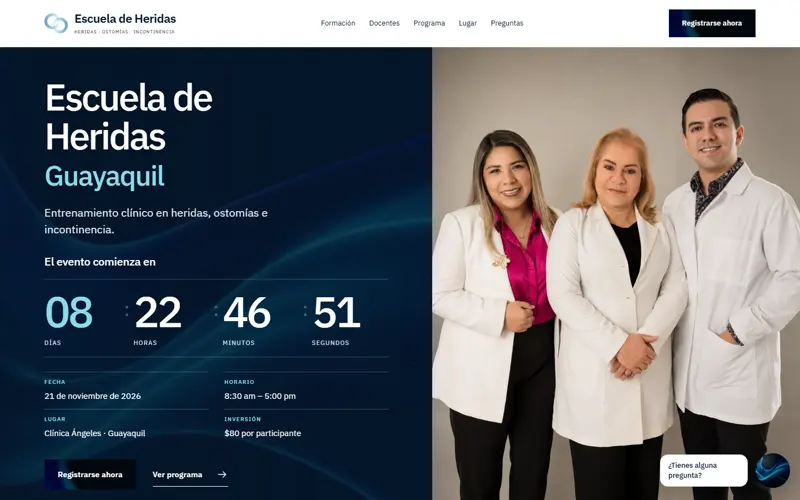 Escuela de Heridas
HERIDAS · OSTOMÍAS · INCONTINENCIA
Formación
Docentes
Programa
Lugar
Preguntas
Registrarse ahora
Escuela de
Heridas
Guayaquil
Entrenamiento clínico en heridas, ostomías e
incontinencia.
El evento comienza en
08 : 22 : 46 : 51
DÍAS HORAS MINUTOS SEGUNDOS
FECHA
21 de noviembre de 2026
HORARIO
8:30 am – 5:00 pm
LUGAR
Clínica Ángeles · Guayaquil
INVERSIÓN
$80 por participante
Registrarse ahora
Ver programa →
¿Tienes alguna
pregunta?